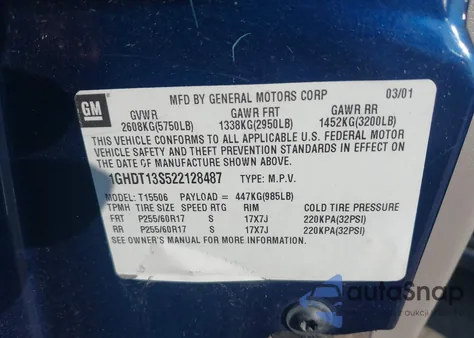 MFD BY GENERAL MOTORS CORP 03/01
GM
GVWR GAWR FRT GAWR RR
2608KG(5750LB) 1338KG(2950LB) 1452KG(3200LB)
THIS VEHICLE CONFORMS TO ALL APPLICABLE U.S. FEDERAL MOTOR
VEHICLE SAFETY AND THEFT PREVENTION STANDARDS IN EFFECT ON
THE DATE OF MANUFACTURE SHOWN ABOVE.
1GHDT13S522128487 TYPE: M.P.V.
MODEL: T15506 PAYLOAD = 447KG(985LB)
TPMH TIRE SIZE SPEED RTG RIM COLD TIRE PRESSURE
FRT P255/60R17 S 17X7J 220KPA(32PSI)
RR P255/60R17 S 17X7J 220KPA(32PSI)
SEE OWNER'S MANUAL FOR MORE INFORMATION.
autoSnap